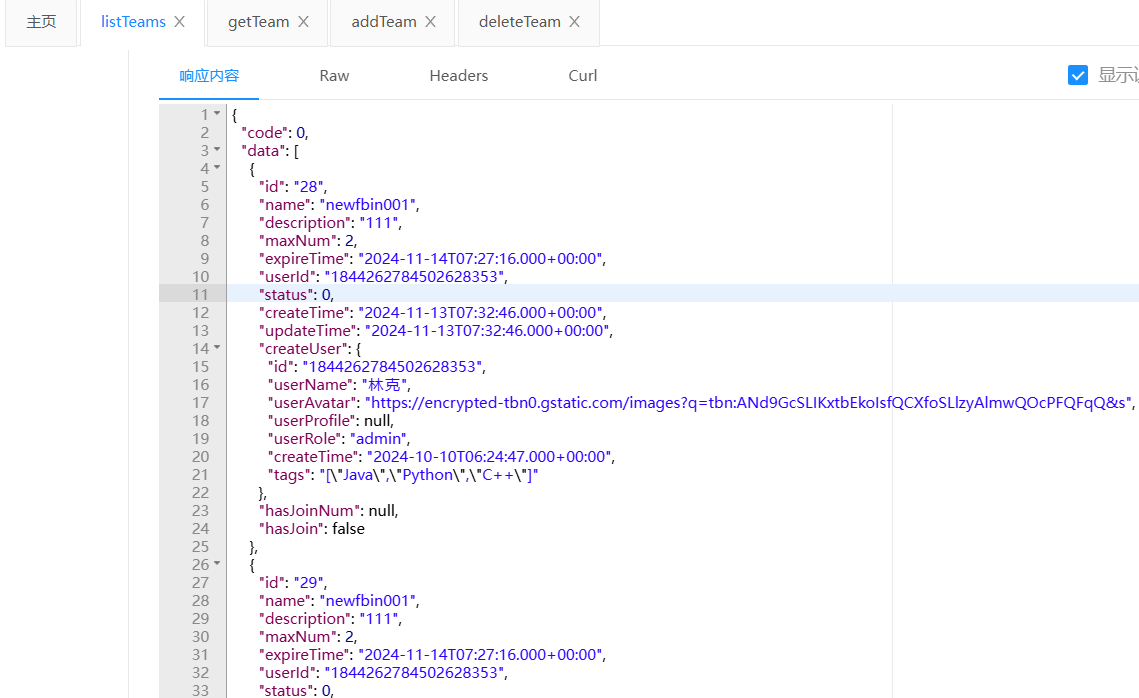 主页 listTeams getTeam addTeam deleteTeam
响应内容 Raw Headers Curl 显示
1 {
2 "code": 0,
3 "data": [
4 {
5 "id": "28",
6 "name": "newfbin001",
7 "description": "111",
8 "maxNum": 2,
9 "expireTime": "2024-11-14T07:27:16.000+00:00",
10 "userId": "1844262784502628353",
11 "status": 0,
12 "createTime": "2024-11-13T07:32:46.000+00:00",
13 "updateTime": "2024-11-13T07:32:46.000+00:00",
14 "createUser": {
15 "id": "1844262784502628353",
16 "userName": "林克",
17 "userAvatar": "https://encrypted-tbn0.gstatic.com/images?q=tbn:ANd9GcSLIKxtbEkoIsfQCXfoSLlzyAlmwQOcPFQFqQ&s",
18 "userProfile": null,
19 "userRole": "admin",
20 "createTime": "2024-10-10T06:24:47.000+00:00",
21 "tags": "[\"Java\",\"Python\",\"C++\"]"
22 },
23 "hasJoinNum": null,
24 "hasJoin": false
25 },
26 {
27 "id": "29",
28 "name": "newfbin001",
29 "description": "111",
30 "maxNum": 2,
31 "expireTime": "2024-11-14T07:27:16.000+00:00",
32 "userId": "1844262784502628353",
33 "status": 0,